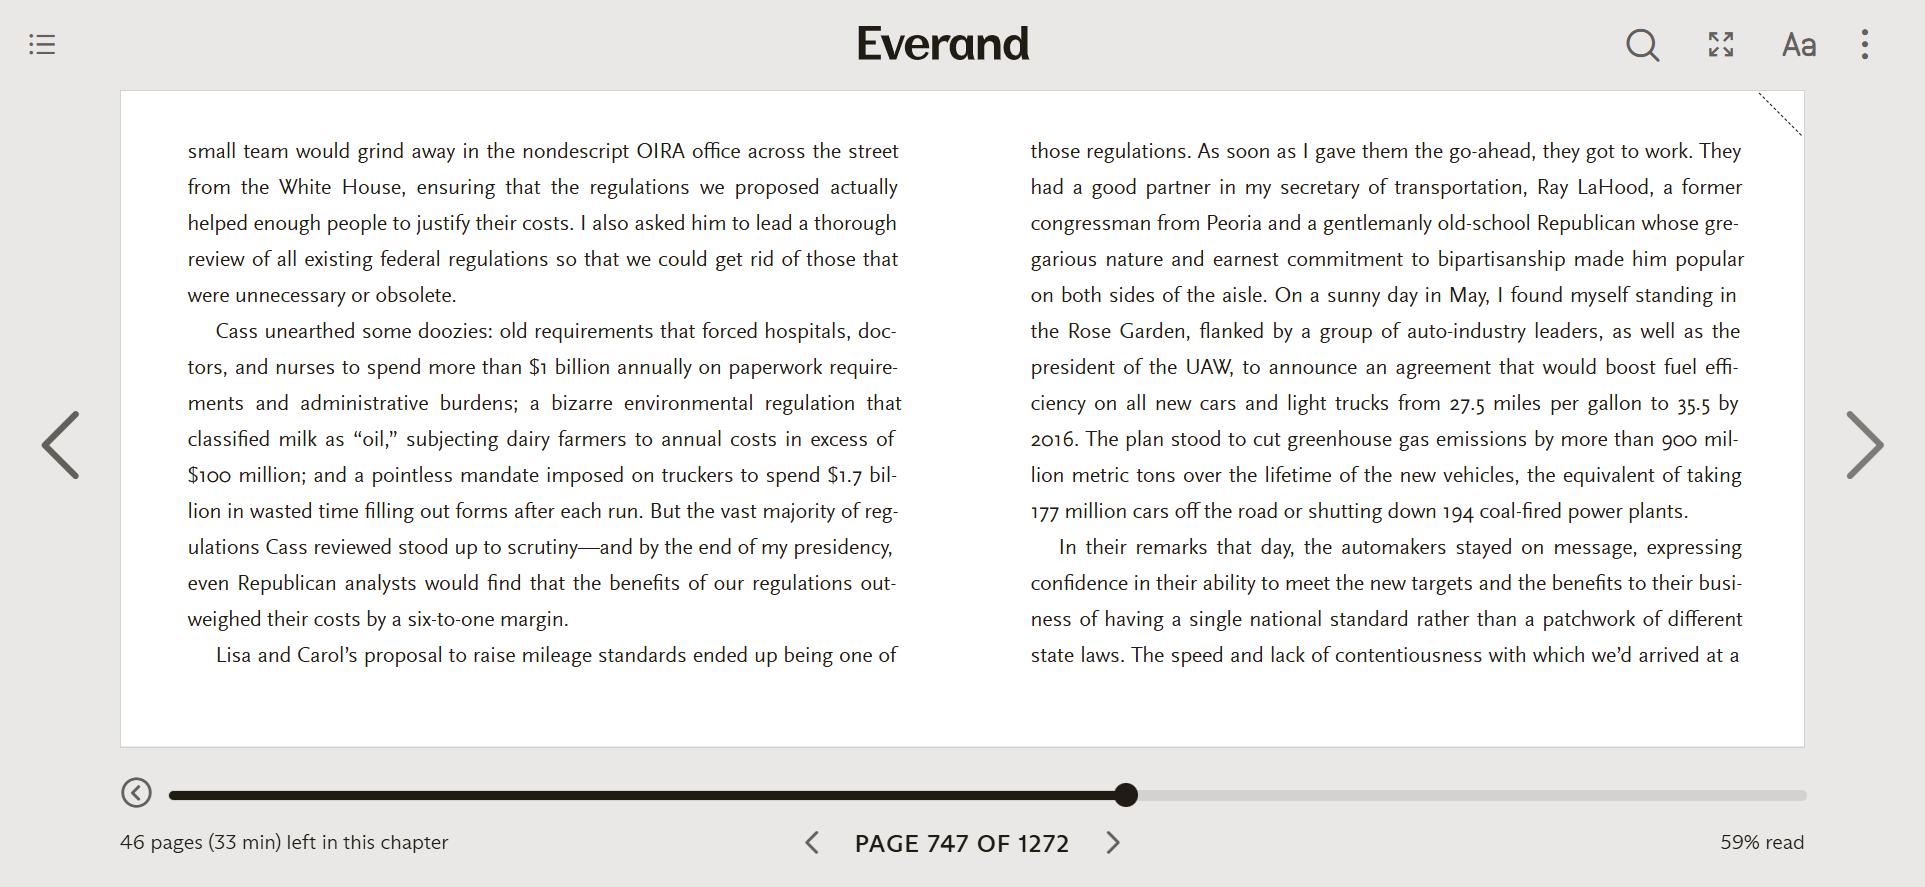 Everand
Aa
small team would grind away in the nondescript OIRA office across the street
from the White House, ensuring that the regulations we proposed actually
helped enough people to justify their costs. I also asked him to lead a thorough
review of all existing federal regulations so that we could get rid of those that
were unnecessary or obsolete.
Cass unearthed some doozies: old requirements that forced hospitals, doc-
tors, and nurses to spend more than $1 billion annually on paperwork require-
ments and administrative burdens; a bizarre environmental regulation that
classified milk as “oil,” subjecting dairy farmers to annual costs in excess of
$100 million; and a pointless mandate imposed on truckers to spend $1.7 bil-
lion in wasted time filling out forms after each run. But the vast majority of reg-
ulations Cass reviewed stood up to scrutiny—and by the end of my presidency,
even Republican analysts would find that the benefits of our regulations out-
weighed their costs by a six-to-one margin.
Lisa and Carol’s proposal to raise mileage standards ended up being one of
those regulations. As soon as I gave them the go-ahead, they got to work. They
had a good partner in my secretary of transportation, Ray LaHood, a former
congressman from Peoria and a gentlemanly old-school Republican whose gre-
garious nature and earnest commitment to bipartisanship made him popular
on both sides of the aisle. On a sunny day in May, I found myself standing in
the Rose Garden, flanked by a group of auto-industry leaders, as well as the
president of the UAW, to announce an agreement that would boost fuel effi-
ciency on all new cars and light trucks from 27.5 miles per gallon to 35.5 by
2016. The plan stood to cut greenhouse gas emissions by more than 900 mil-
lion metric tons over the lifetime of the new vehicles, the equivalent of taking
177 million cars off the road or shutting down 194 coal-fired power plants.
In their remarks that day, the automakers stayed on message, expressing
confidence in their ability to meet the new targets and the benefits to their busi-
ness of having a single national standard rather than a patchwork of different
state laws. The speed and lack of contentiousness with which we’d arrived at a
46 pages (33 min) left in this chapter
PAGE 747 OF 1272
59% read